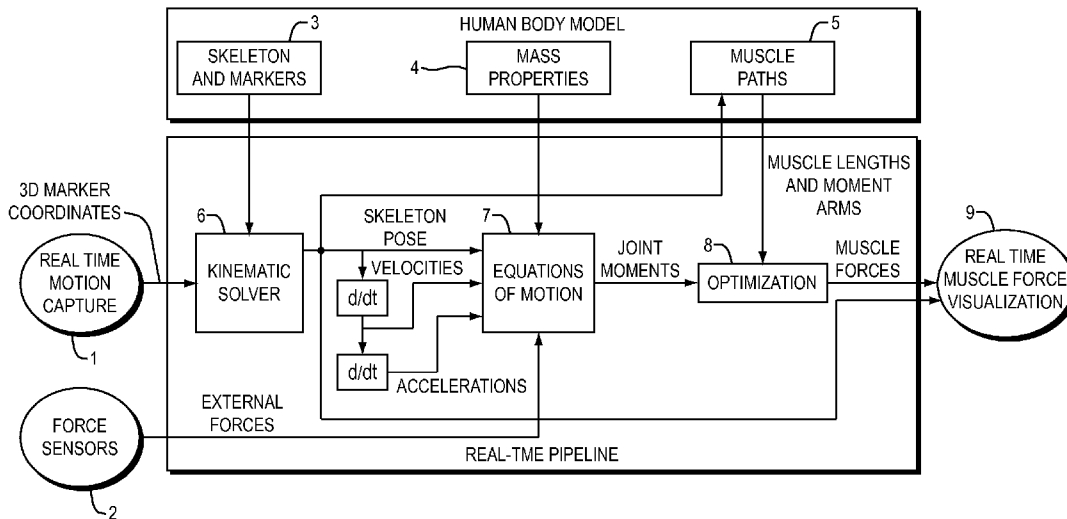 HUMAN BODY MODEL
3
SKELETON
AND MARKERS
4
MASS
PROPERTIES
5
MUSCLE
PATHS
3D MARKER
COORDINATES
REAL TIME
MOTION
CAPTURE
1
6
KINEMATIC
SOLVER
SKELETON
POSE
VELOCITIES
d/dt
d/dt
ACCELERATIONS
7
EQUATIONS
OF MOTION
JOINT
MOMENTS
8
OPTIMIZATION
MUSCLE LENGTHS
AND MOMENT
ARMS
MUSCLE
FORCES
9
REAL TIME
MUSCLE FORCE
VISUALIZATION
FORCE
SENSORS
2
EXTERNAL
FORCES
REAL-TME PIPELINE